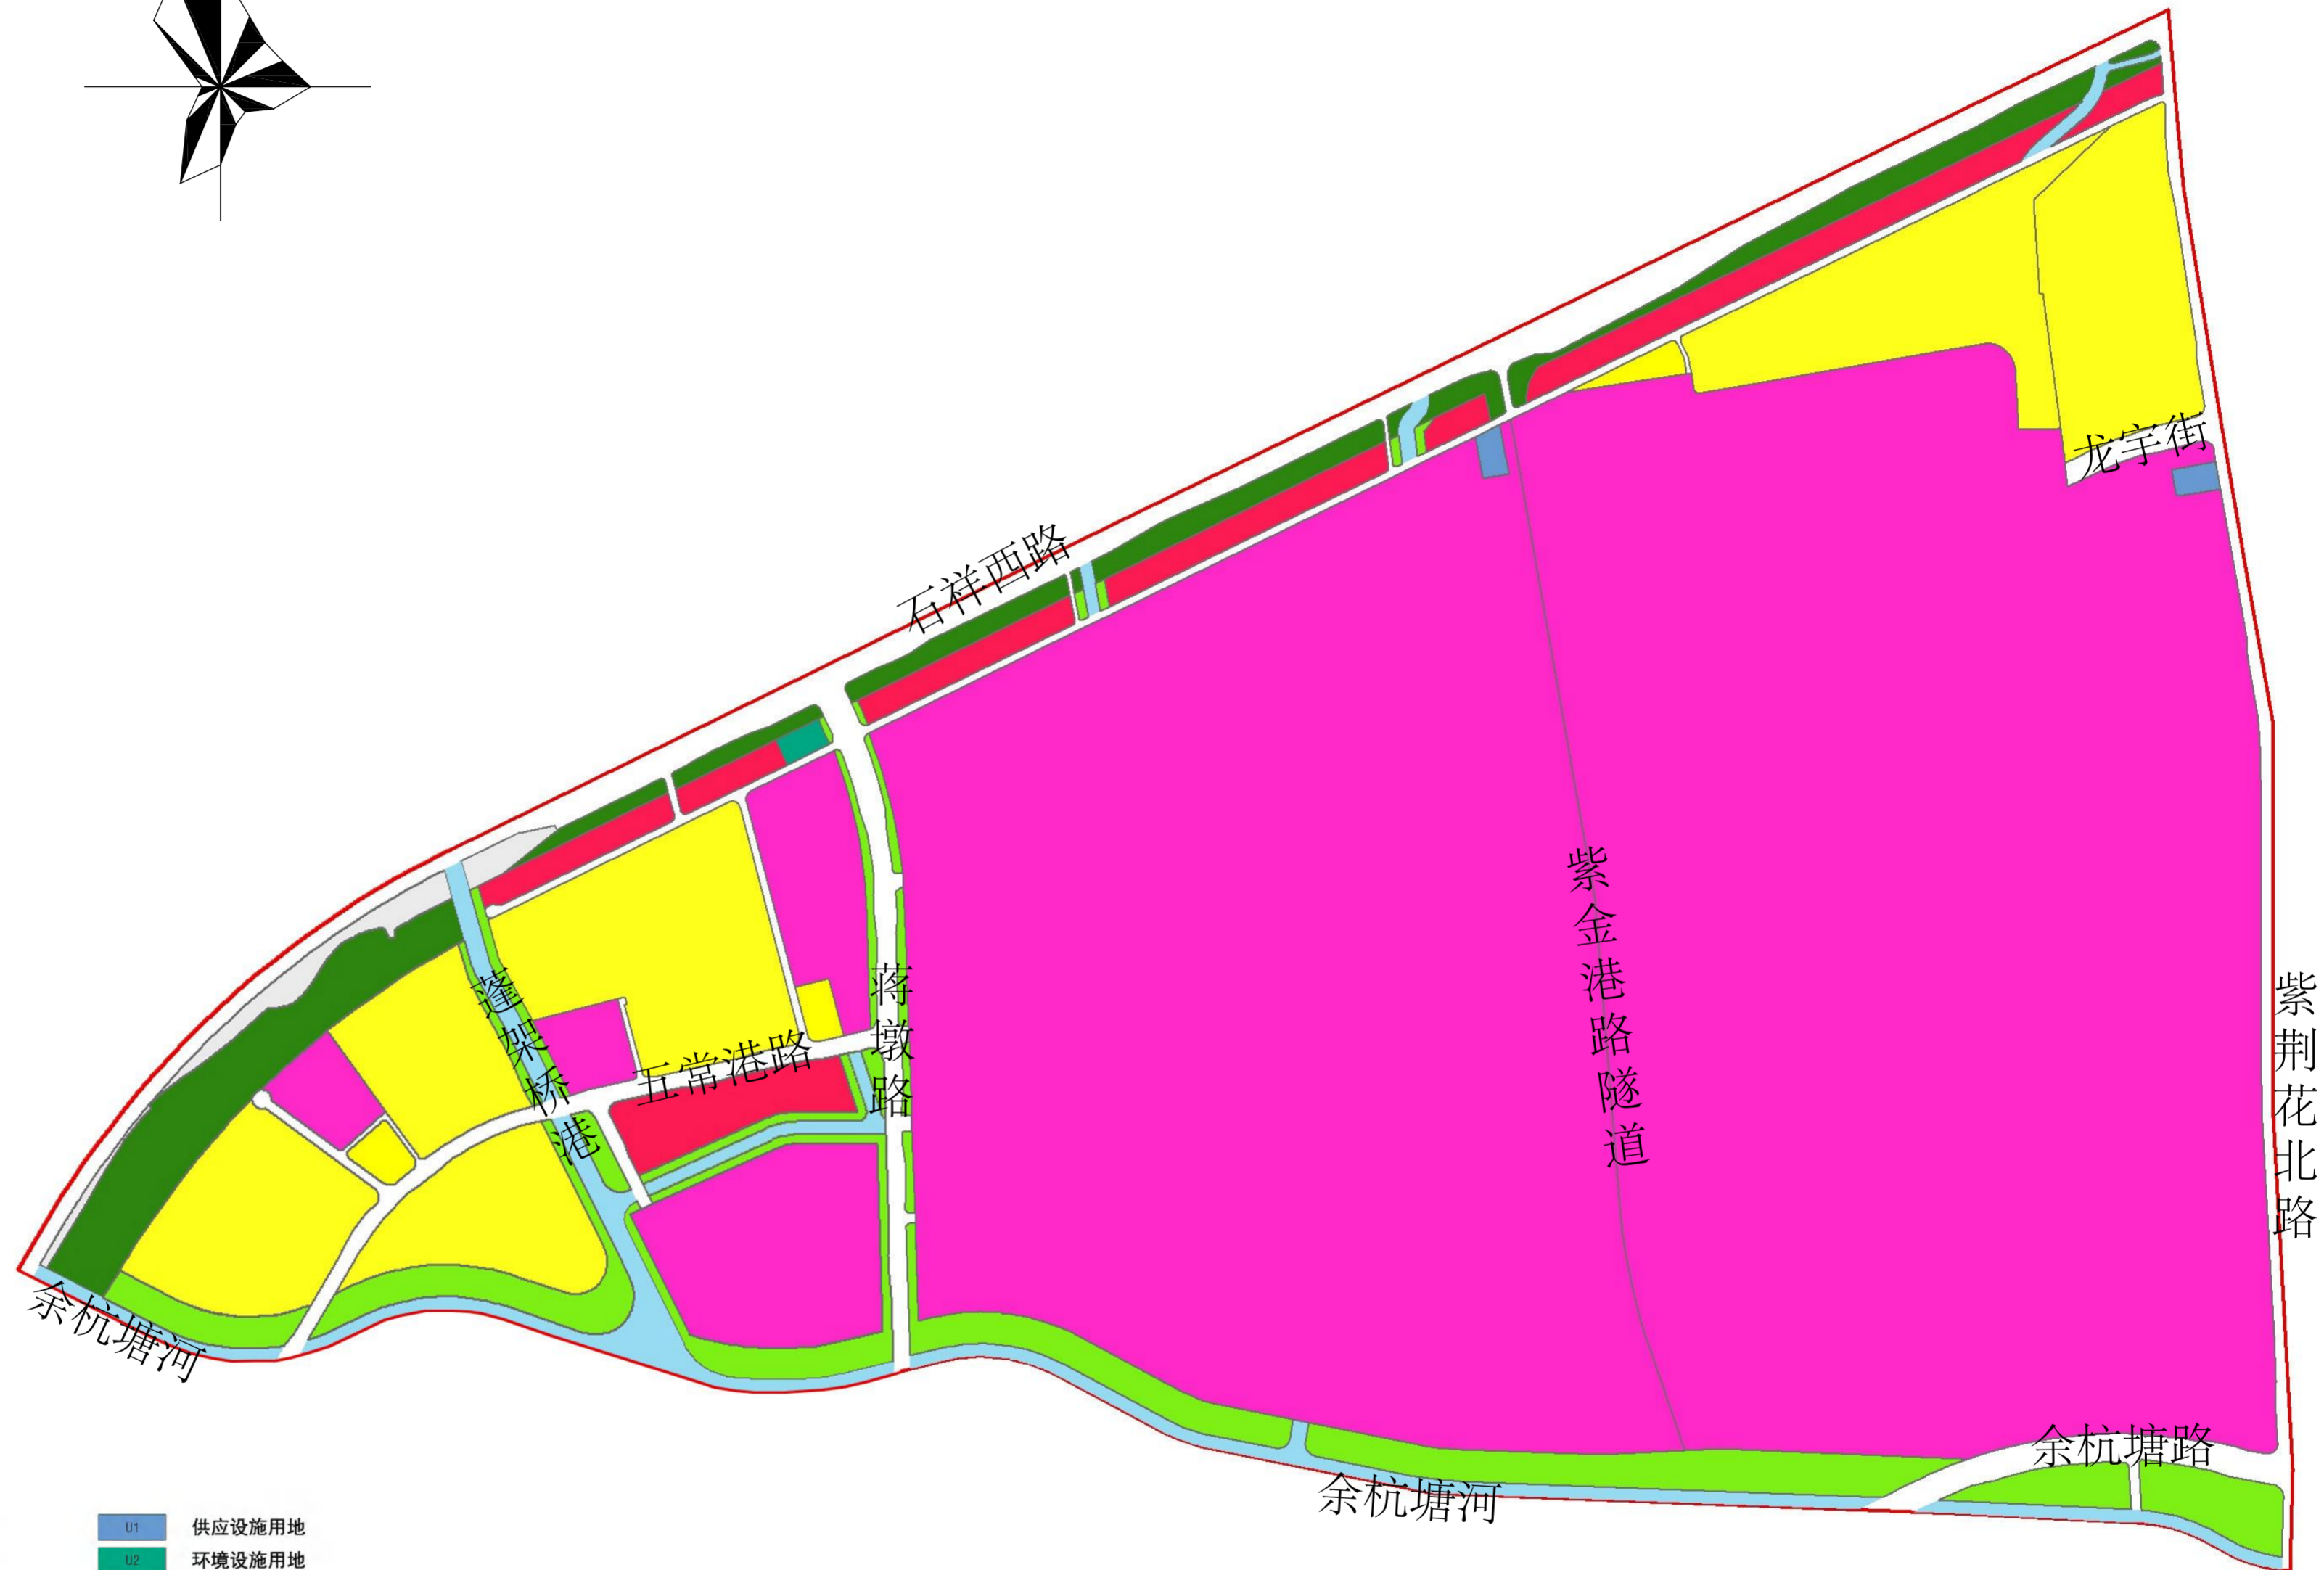 龙宇街
石祥西路
紫金港路隧道
蒋墩路
蓬架桥港
五常港路
紫荆花北路
余杭塘河
余杭塘路
余杭塘河
U1 供应设施用地
U2 环境设施用地